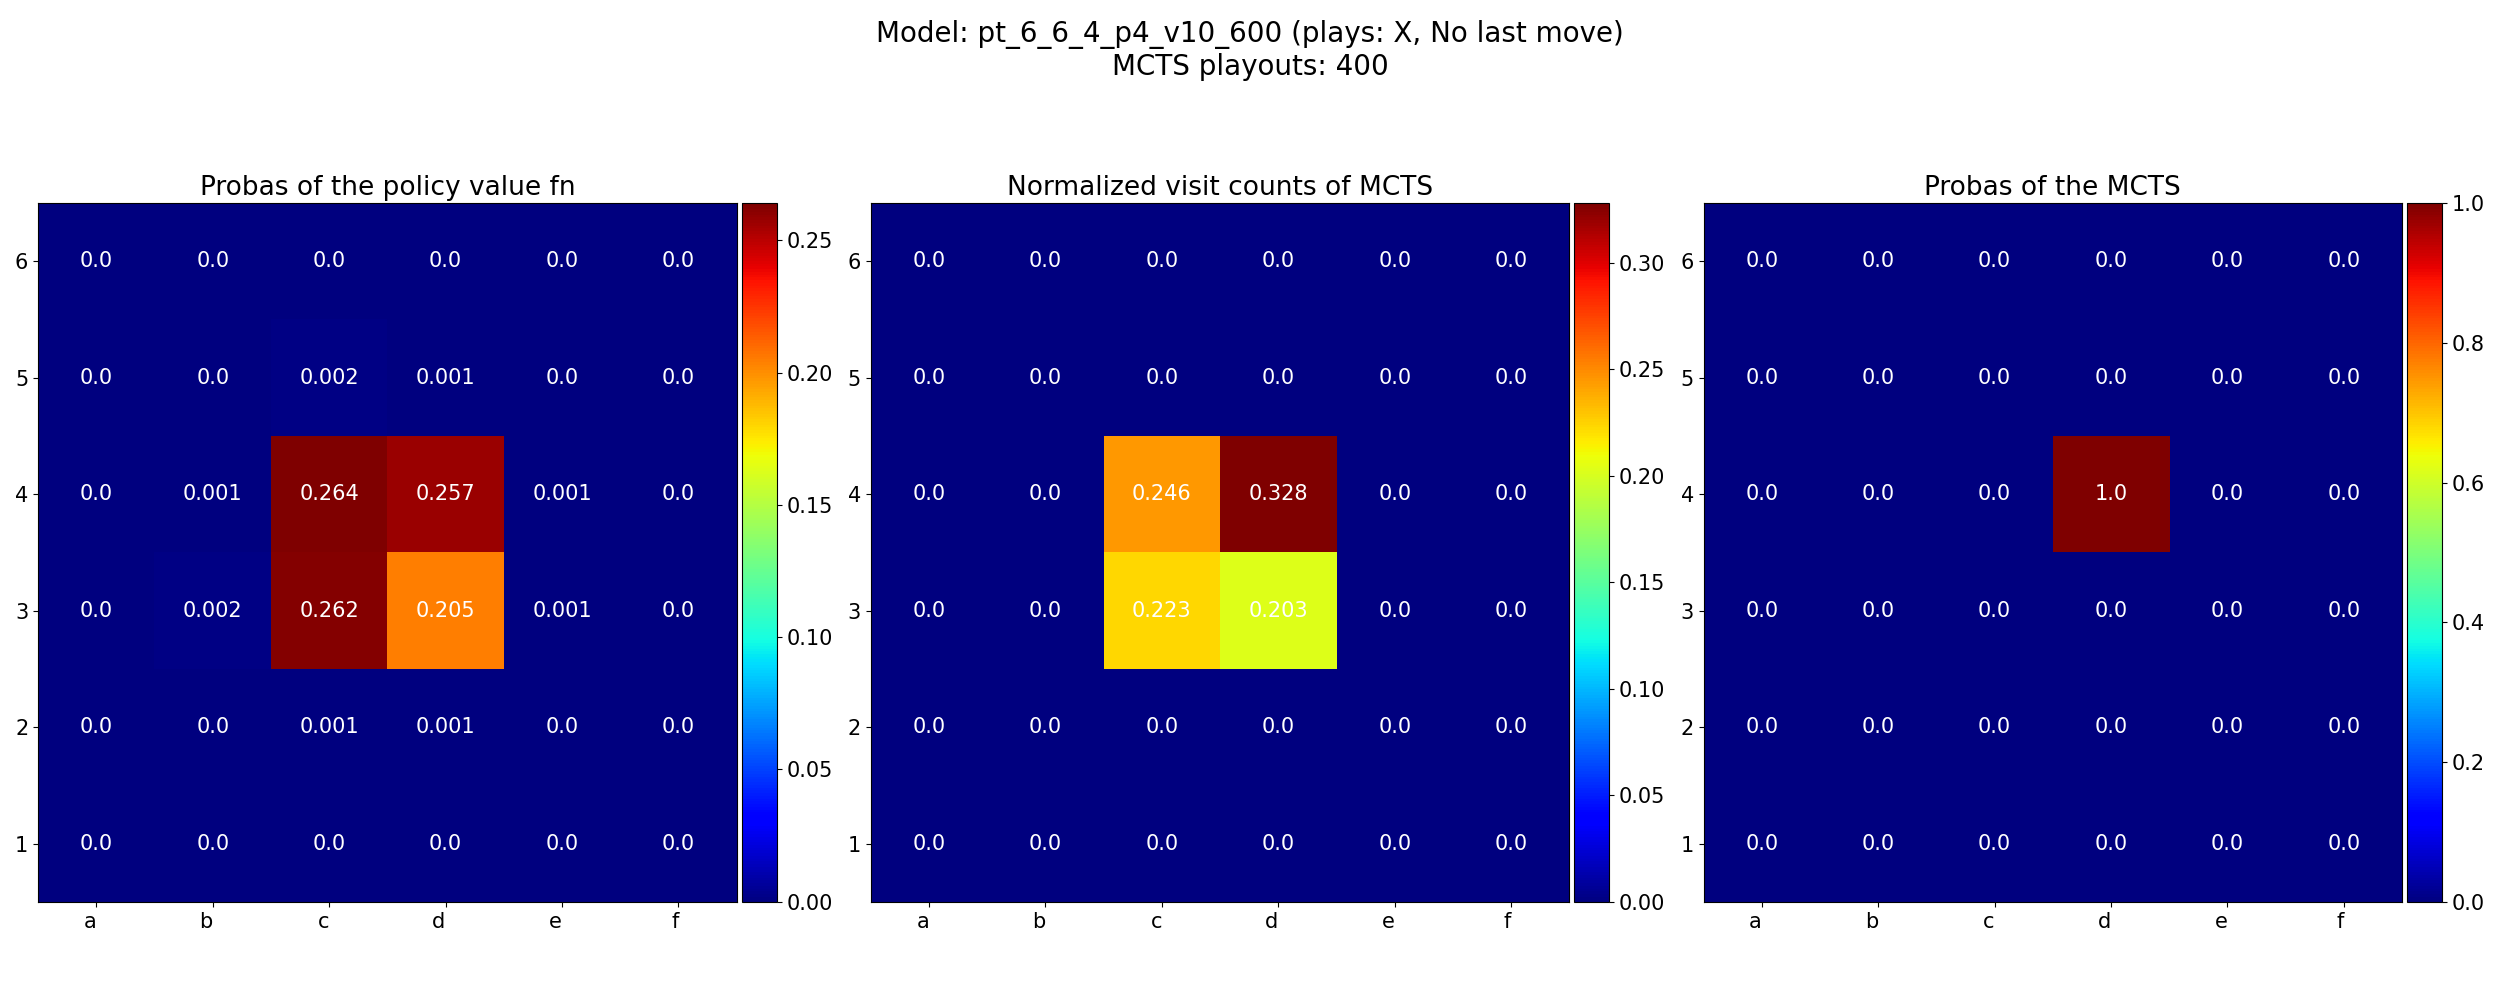 Model: pt_6_6_4_p4_v10_600 (plays: X, No last move)
MCTS playouts: 400
Probas of the policy value fn
6 0.0 0.0 0.0 0.0 0.0 0.0
5 0.0 0.0 0.002 0.001 0.0 0.0
4 0.0 0.001 0.264 0.257 0.001 0.0
3 0.0 0.002 0.262 0.205 0.001 0.0
2 0.0 0.0 0.001 0.001 0.0 0.0
1 0.0 0.0 0.0 0.0 0.0 0.0
a b c d e f
0.25
0.20
0.15
0.10
0.05
0.00
Normalized visit counts of MCTS
6 0.0 0.0 0.0 0.0 0.0 0.0
5 0.0 0.0 0.0 0.0 0.0 0.0
4 0.0 0.0 0.246 0.328 0.0 0.0
3 0.0 0.0 0.223 0.203 0.0 0.0
2 0.0 0.0 0.0 0.0 0.0 0.0
1 0.0 0.0 0.0 0.0 0.0 0.0
a b c d e f
0.30
0.25
0.20
0.15
0.10
0.05
0.00
Probas of the MCTS
6 0.0 0.0 0.0 0.0 0.0 0.0
5 0.0 0.0 0.0 0.0 0.0 0.0
4 0.0 0.0 0.0 1.0 0.0 0.0
3 0.0 0.0 0.0 0.0 0.0 0.0
2 0.0 0.0 0.0 0.0 0.0 0.0
1 0.0 0.0 0.0 0.0 0.0 0.0
a b c d e f
1.0
0.8
0.6
0.4
0.2
0.0